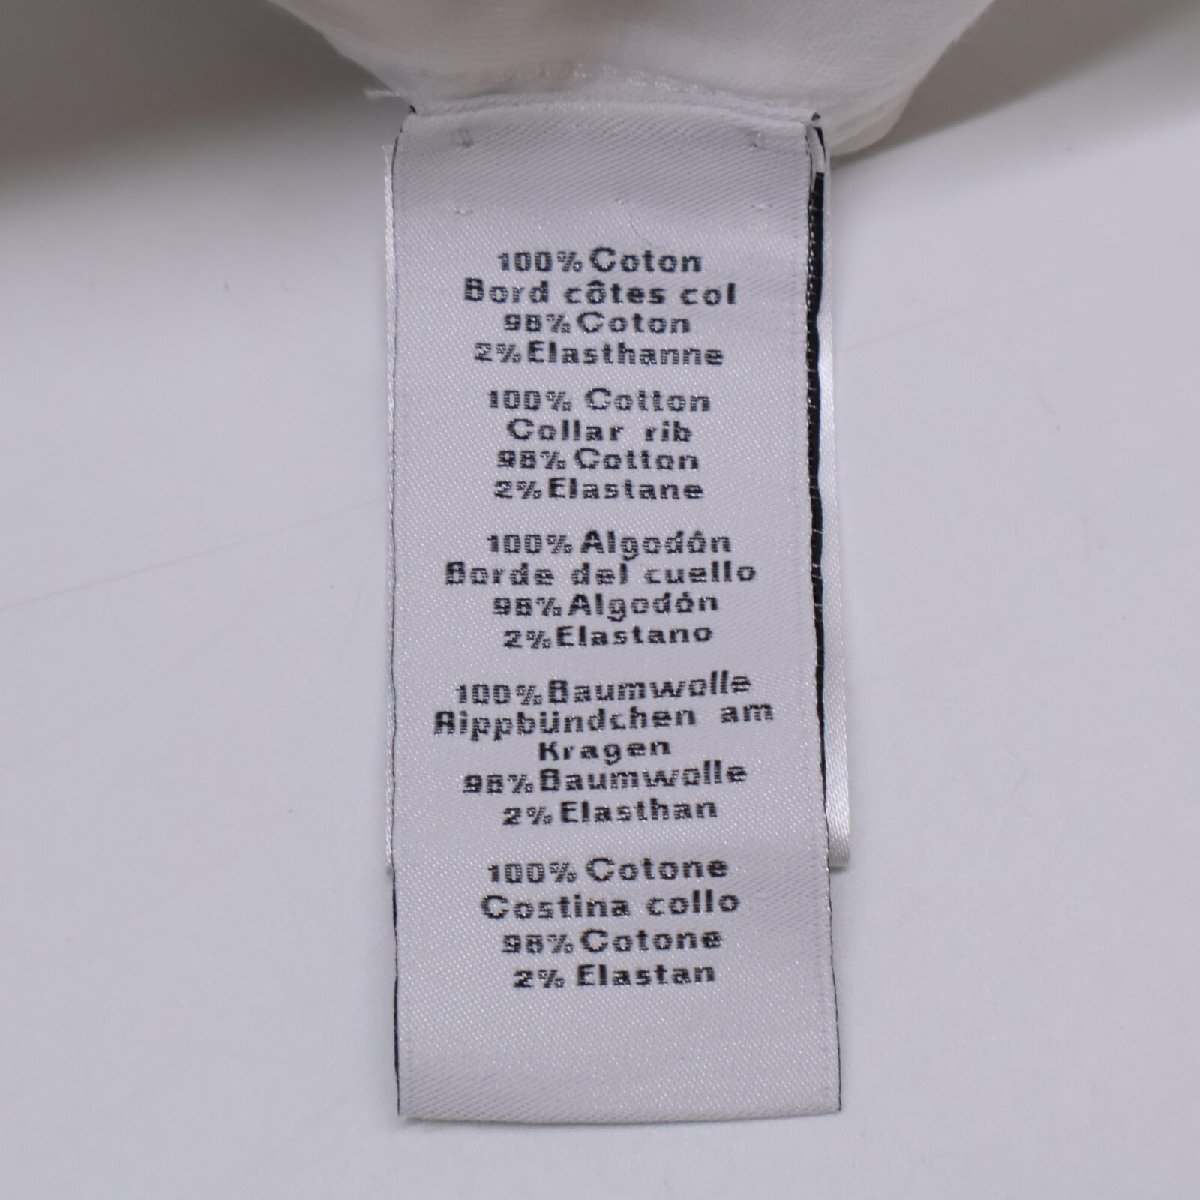 100% Coton
Bord côtes col
98% Coton
2% Elasthanne
100% Cotton
Collar rib
98% Cotton
2% Elastane
100% Algodón
Borde del cuello
98% Algodón
2% Elastano
100% Baumwolle
Rippbündchen am
Kragen
98% Baumwolle
2% Elasthan
100% Cotone
Costina collo
98% Cotone
2% Elastan